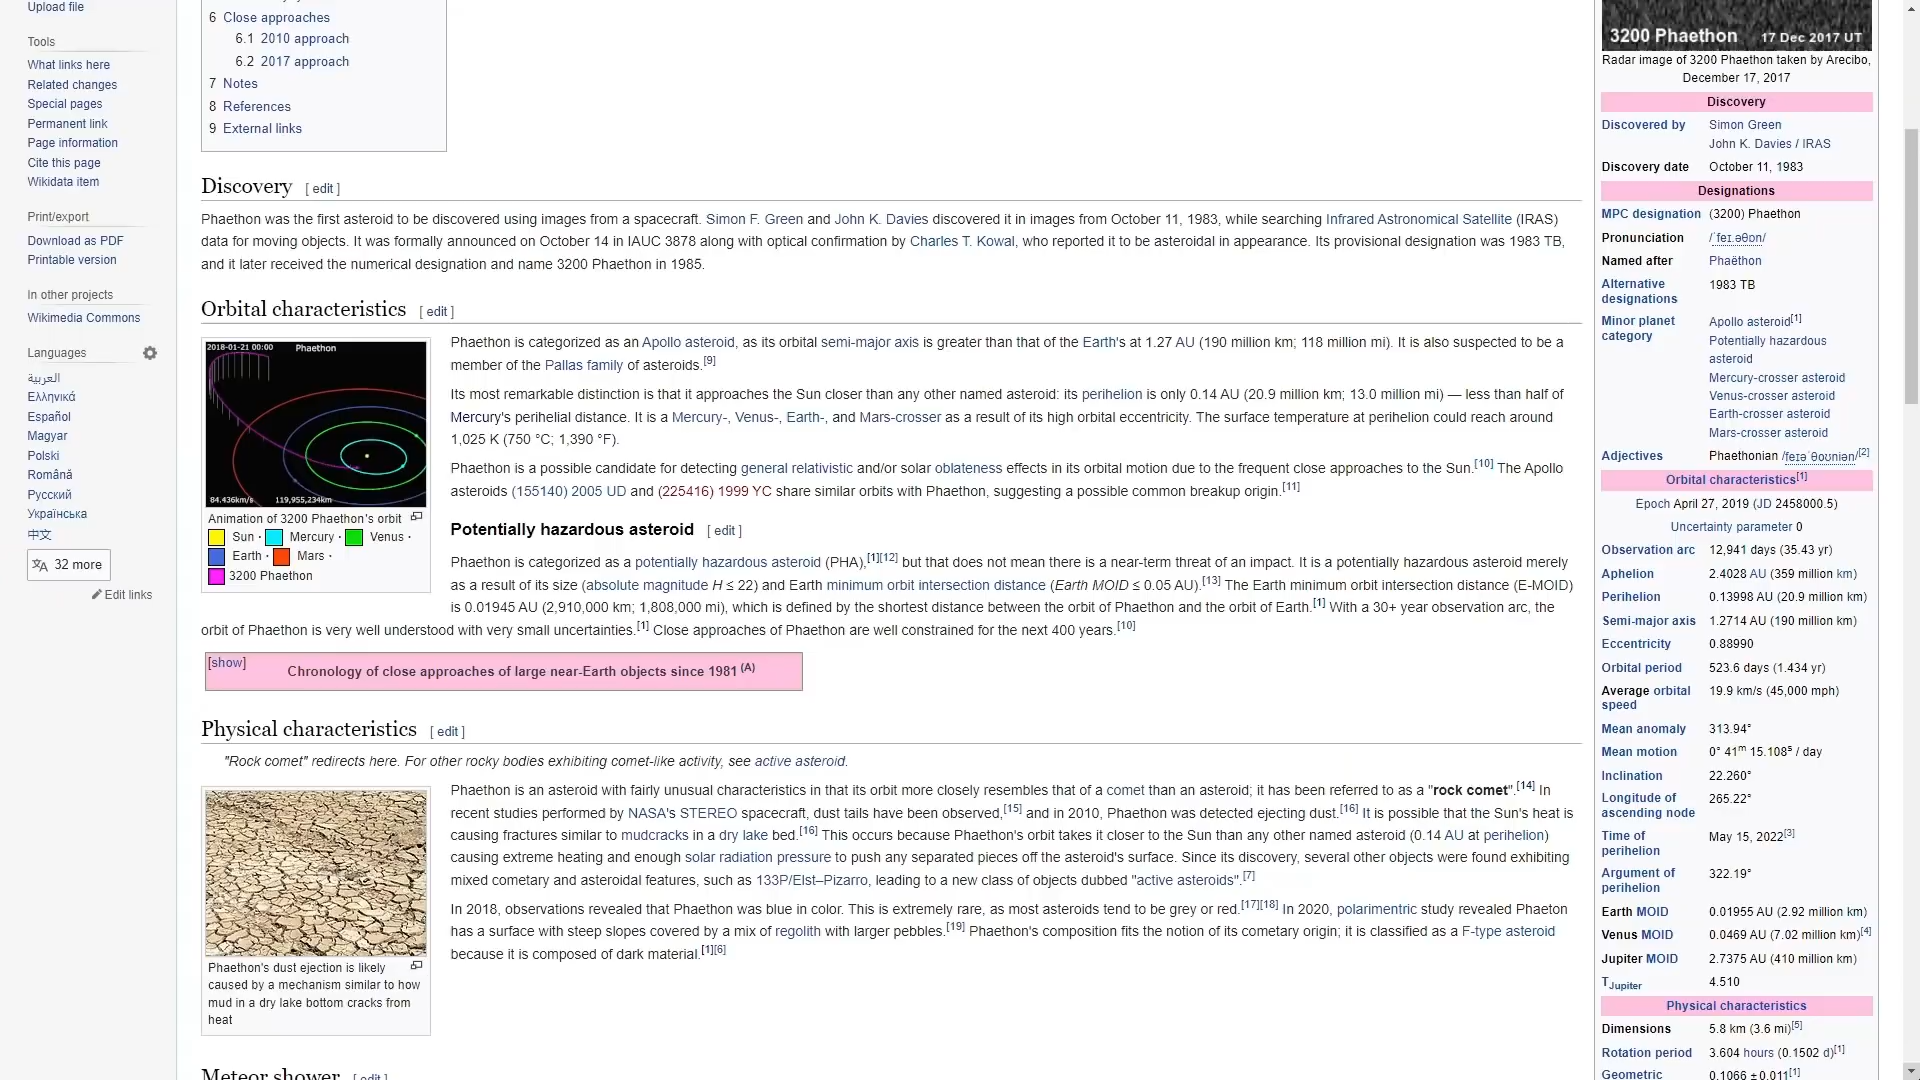 Upload file
Tools
What links here
Related changes
Special pages
Permanent link
Page information
Cite this page
Wikidata item
Print/export
Download as PDF
Printable version
In other projects
Wikimedia Commons
Languages
العربية
Ελληνικά
Español
Magyar
Polski
Română
Русский
Українська
中文
32 more
Edit links
6 Close approaches
6.1 2010 approach
6.2 2017 approach
7 Notes
8 References
9 External links
Discovery [ edit ]
Phaethon was the first asteroid to be discovered using images from a spacecraft. Simon F. Green and John K. Davies discovered it in images from October 11, 1983, while searching Infrared Astronomical Satellite (IRAS)
data for moving objects. It was formally announced on October 14 in IAUC 3878 along with optical confirmation by Charles T. Kowal, who reported it to be asteroidal in appearance. Its provisional designation was 1983 TB,
and it later received the numerical designation and name 3200 Phaethon in 1985.
Orbital characteristics [ edit ]
2018-01-21 00:00 Phaethon
84.436km/s 119,955,234km
Animation of 3200 Phaethon's orbit
Sun · Mercury · Venus ·
Earth · Mars ·
3200 Phaethon
Phaethon is categorized as an Apollo asteroid, as its orbital semi-major axis is greater than that of the Earth's at 1.27 AU (190 million km; 118 million mi). It is also suspected to be a
member of the Pallas family of asteroids.[9]
Its most remarkable distinction is that it approaches the Sun closer than any other named asteroid: its perihelion is only 0.14 AU (20.9 million km; 13.0 million mi) — less than half of
Mercury's perihelial distance. It is a Mercury-, Venus-, Earth-, and Mars-crosser as a result of its high orbital eccentricity. The surface temperature at perihelion could reach around
1,025 K (750 °C; 1,390 °F).
Phaethon is a possible candidate for detecting general relativistic and/or solar oblateness effects in its orbital motion due to the frequent close approaches to the Sun.[10] The Apollo
asteroids (155140) 2005 UD and (225416) 1999 YC share similar orbits with Phaethon, suggesting a possible common breakup origin.[11]
Potentially hazardous asteroid [ edit ]
Phaethon is categorized as a potentially hazardous asteroid (PHA),[1][12] but that does not mean there is a near-term threat of an impact. It is a potentially hazardous asteroid merely
as a result of its size (absolute magnitude H ≤ 22) and Earth minimum orbit intersection distance (Earth MOID ≤ 0.05 AU).[13] The Earth minimum orbit intersection distance (E-MOID)
is 0.01945 AU (2,910,000 km; 1,808,000 mi), which is defined by the shortest distance between the orbit of Phaethon and the orbit of Earth.[1] With a 30+ year observation arc, the
orbit of Phaethon is very well understood with very small uncertainties.[1] Close approaches of Phaethon are well constrained for the next 400 years.[10]
[show] Chronology of close approaches of large near-Earth objects since 1981 (A)
Physical characteristics [ edit ]
"Rock comet" redirects here. For other rocky bodies exhibiting comet-like activity, see active asteroid.
Phaethon's dust ejection is likely
caused by a mechanism similar to how
mud in a dry lake bottom cracks from
heat
Phaethon is an asteroid with fairly unusual characteristics in that its orbit more closely resembles that of a comet than an asteroid; it has been referred to as a "rock comet".[14] In
recent studies performed by NASA's STEREO spacecraft, dust tails have been observed,[15] and in 2010, Phaethon was detected ejecting dust.[16] It is possible that the Sun's heat is
causing fractures similar to mudcracks in a dry lake bed.[16] This occurs because Phaethon's orbit takes it closer to the Sun than any other named asteroid (0.14 AU at perihelion)
causing extreme heating and enough solar radiation pressure to push any separated pieces off the asteroid's surface. Since its discovery, several other objects were found exhibiting
mixed cometary and asteroidal features, such as 133P/Elst–Pizarro, leading to a new class of objects dubbed "active asteroids".[7]
In 2018, observations revealed that Phaethon was blue in color. This is extremely rare, as most asteroids tend to be grey or red.[17][18] In 2020, polarimetric study revealed Phaeton
has a surface with steep slopes covered by a mix of regolith with larger pebbles.[19] Phaethon's composition fits the notion of its cometary origin; it is classified as a F-type asteroid
because it is composed of dark material.[1][6]
Meteor shower [ edit ]
3200 Phaethon 17 Dec 2017 UT
Radar image of 3200 Phaethon taken by Arecibo,
December 17, 2017
Discovery
Discovered by Simon Green
John K. Davies / IRAS
Discovery date October 11, 1983
Designations
MPC designation (3200) Phaethon
Pronunciation /ˈfeɪ.əθɒn/
Named after Phaëthon
Alternative
designations 1983 TB
Minor planet
category Apollo asteroid[1]
Potentially hazardous
asteroid
Mercury-crosser asteroid
Venus-crosser asteroid
Earth-crosser asteroid
Mars-crosser asteroid
Adjectives Phaethonian /feɪəˈθoʊniən/[2]
Orbital characteristics[1]
Epoch April 27, 2019 (JD 2458000.5)
Uncertainty parameter 0
Observation arc 12,941 days (35.43 yr)
Aphelion 2.4028 AU (359 million km)
Perihelion 0.13998 AU (20.9 million km)
Semi-major axis 1.2714 AU (190 million km)
Eccentricity 0.88990
Orbital period 523.6 days (1.434 yr)
Average orbital
speed 19.9 km/s (45,000 mph)
Mean anomaly 313.94°
Mean motion 0° 41m 15.108s / day
Inclination 22.260°
Longitude of
ascending node 265.22°
Time of
perihelion May 15, 2022[3]
Argument of
perihelion 322.19°
Earth MOID 0.01955 AU (2.92 million km)
Venus MOID 0.0469 AU (7.02 million km)[4]
Jupiter MOID 2.7375 AU (410 million km)
TJupiter 4.510
Physical characteristics
Dimensions 5.8 km (3.6 mi)[5]
Rotation period 3.604 hours (0.1502 d)[1]
Geometric 0.1066 ±0.011[1]